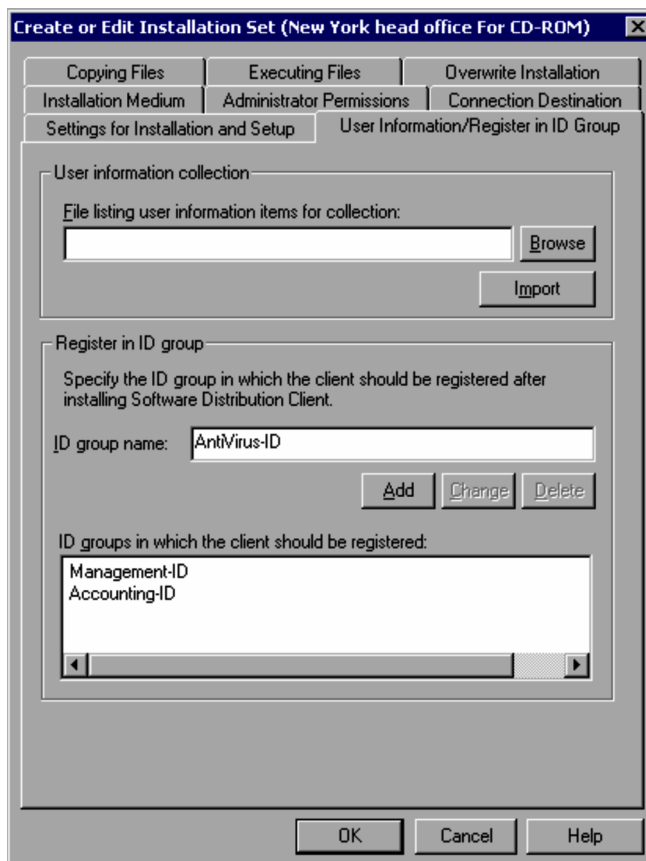 Create or Edit Installation Set (New York head office For CD-ROM)
Copying Files
Executing Files
Overwrite Installation
Installation Medium
Administrator Permissions
Connection Destination
Settings for Installation and Setup
User Information/Register in ID Group
User information collection
File listing user information items for collection:
Browse
Import
Register in ID group
Specify the ID group in which the client should be registered after
installing Software Distribution Client.
ID group name:
AntiVirus-ID
Add
Change
Delete
ID groups in which the client should be registered:
Management-ID
Accounting-ID
OK
Cancel
Help